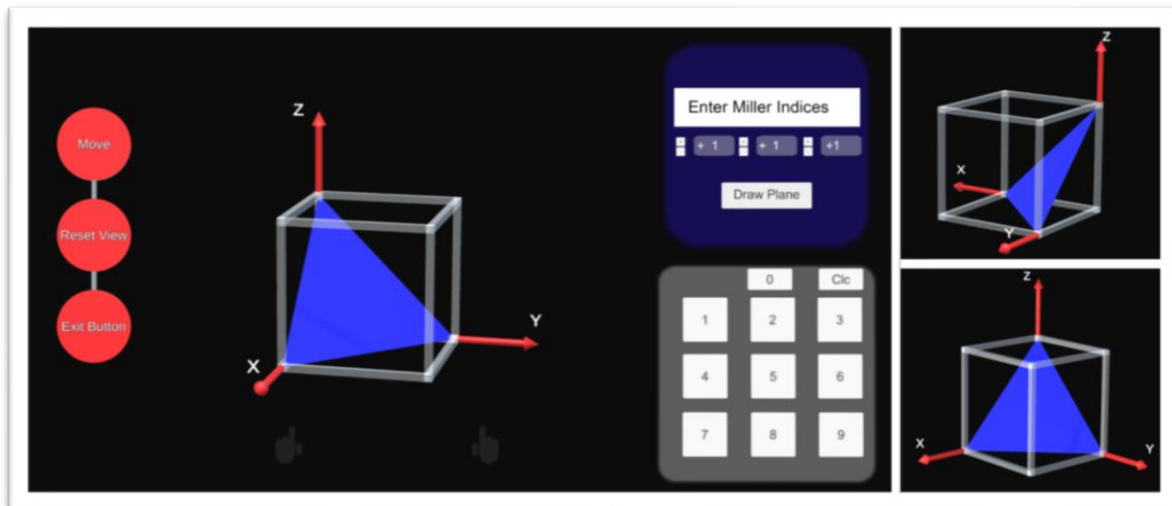 Move
Reset View
Exit Button
Z
Y
X
Enter Miller Indices
+ 1 + 1 +1
Draw Plane
0 Clc
1 2 3
4 5 6
7 8 9
Z
X
Y
Z
X
Y